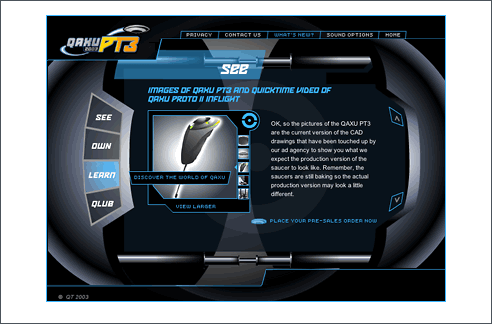 QAXU PT3
2003
PRIVACY
CONTACT US
WHAT'S NEW?
SOUND OPTIONS
HOME
SEE
IMAGES OF QAXU PT3 AND QUICKTIME VIDEO OF
QAXU PROTO II INFLIGHT
SEE
OWN
LEARN
QLUB
OK, so the pictures of the QAXU PT3
are the current version of the CAD
drawings that have been touched up by
our ad agency to show you what we
expect the production version of the
saucer to look like. Remember, the
saucers are still baking so the actual
production version may look a little
different.
DISCOVER THE WORLD OF QAXU
VIEW LARGER
PLACE YOUR PRE-SALES ORDER NOW
© Q7 2003